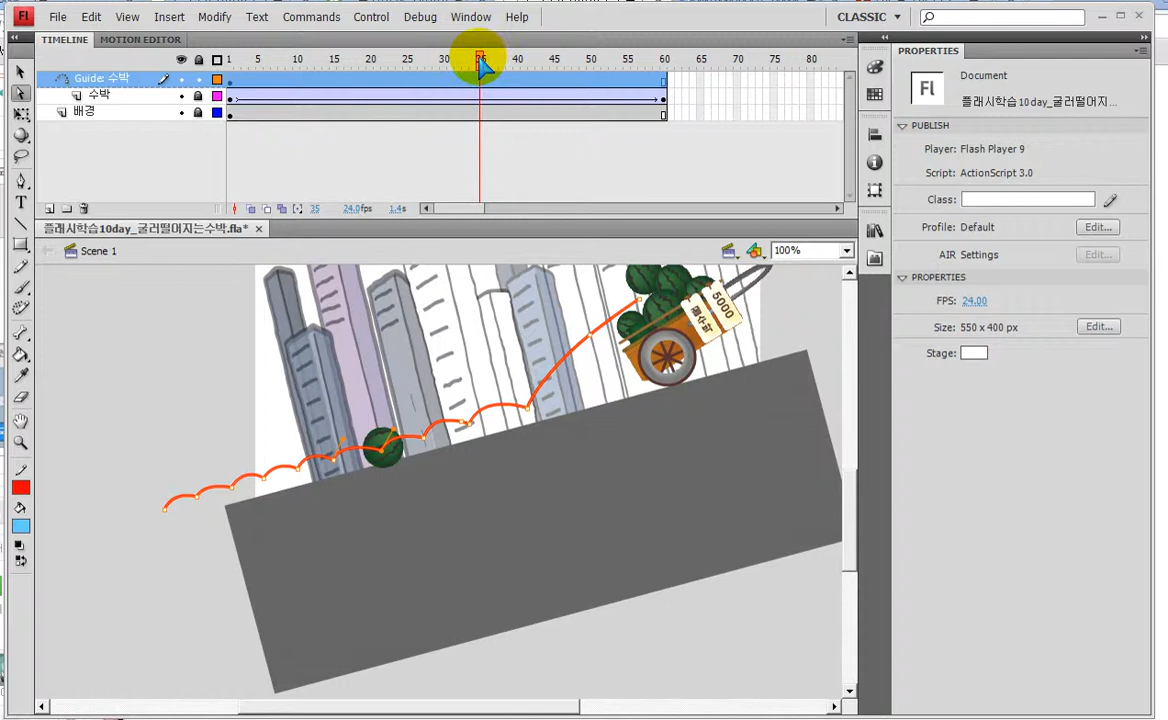 Fl File Edit View Insert Modify Text Commands Control Debug Window Help CLASSIC
TIMELINE MOTION EDITOR
1 5 10 15 20 25 30 35 40 45 50 55 60 65 70 75 80
Guide: 수박
수박
배경
35 24.0fps 1.4s
플래시학습10day_굴러떨어지는수박.fla*
Scene 1
100%
5000
PROPERTIES
Fl
Document
플래시학습10day_굴러떨어지...
PUBLISH
Player: Flash Player 9
Script: ActionScript 3.0
Class:
Profile: Default Edit...
AIR Settings Edit...
PROPERTIES
FPS: 24.00
Size: 550 x 400 px Edit...
Stage: